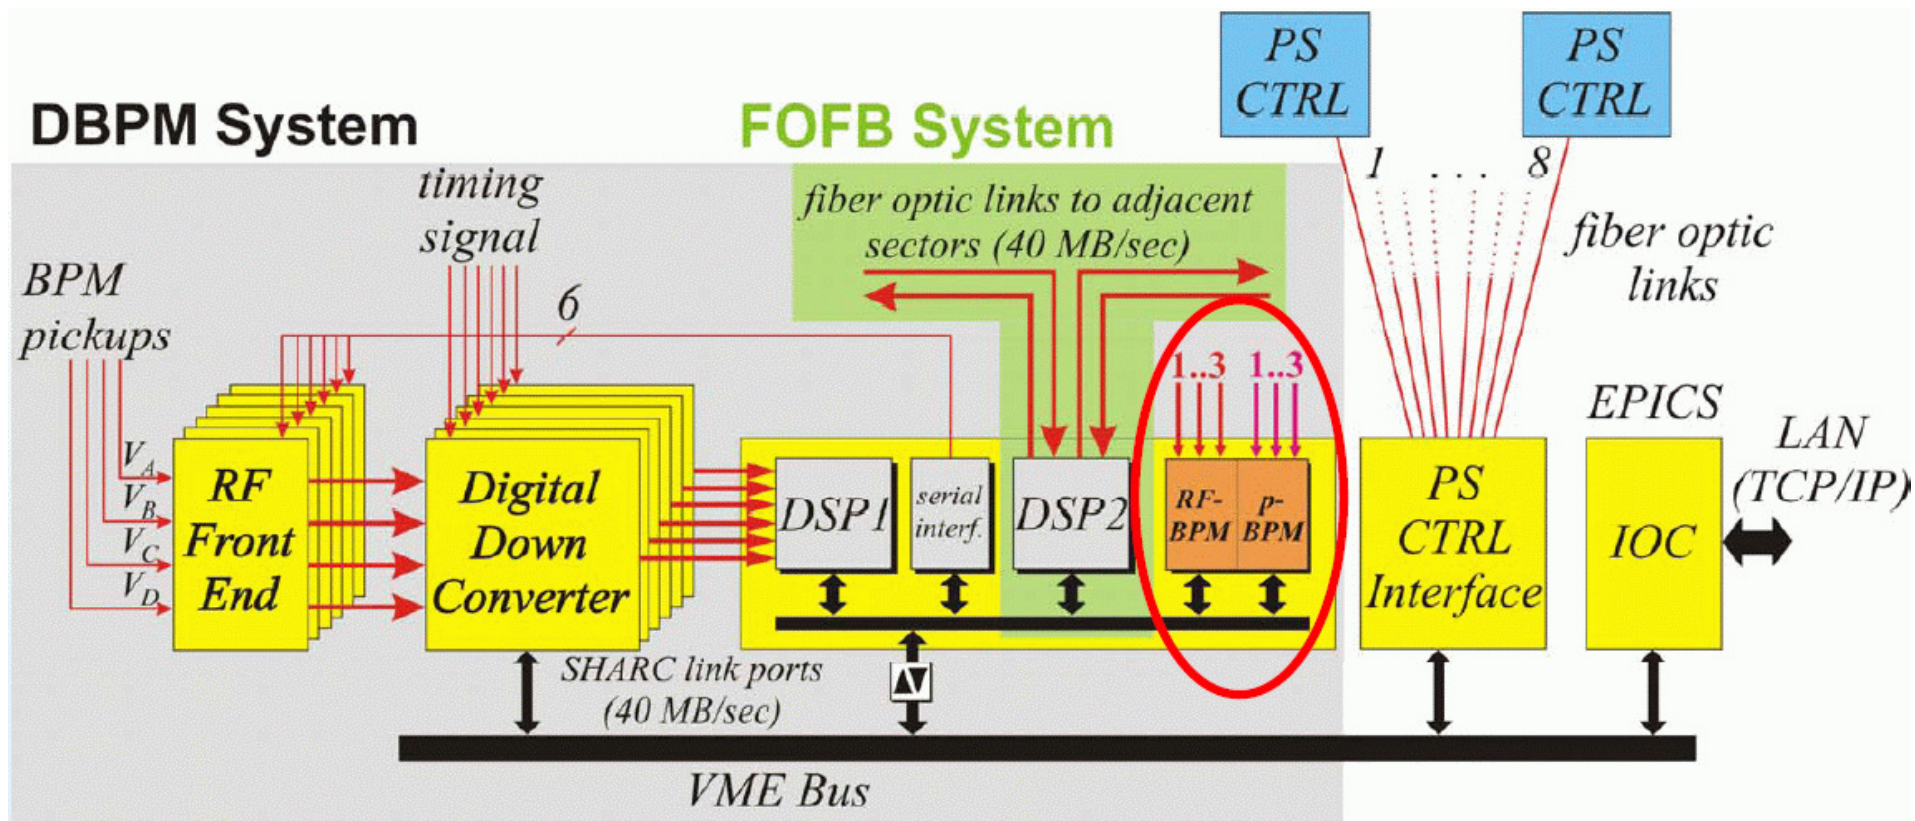 PS
CTRL
PS
CTRL
DBPM System
FOFB System
timing
signal
fiber optic links to adjacent
sectors (40 MB/sec)
1 . . . 8
fiber optic
links
BPM
pickups
6
1..3
1..3
EPICS
LAN
(TCP/IP)
VA
VB
VC
VD
RF
Front
End
Digital
Down
Converter
DSP1
serial
interf.
DSP2
RF-
BPM
p-
BPM
PS
CTRL
Interface
IOC
SHARC link ports
(40 MB/sec)
VME Bus